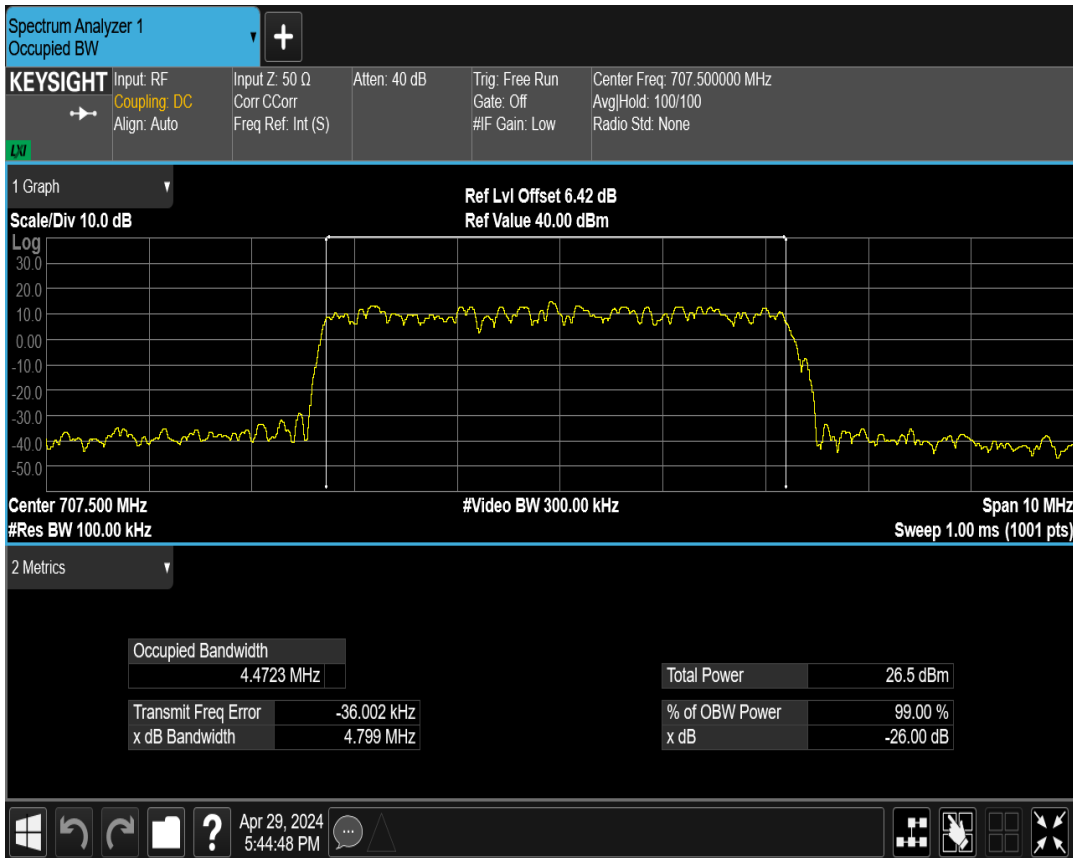 Spectrum Analyzer 1
Occupied BW
KEYSIGHT
Input: RF
Coupling: DC
Align: Auto
Input Z: 50 Ω
Corr CCorr
Freq Ref: Int (S)
Atten: 40 dB
Trig: Free Run
Gate: Off
#IF Gain: Low
Center Freq: 707.500000 MHz
Avg|Hold: 100/100
Radio Std: None
LXI
1 Graph
Scale/Div 10.0 dB
Ref Lvl Offset 6.42 dB
Ref Value 40.00 dBm
Log
30.0
20.0
10.0
0.00
-10.0
-20.0
-30.0
-40.0
-50.0
Center 707.500 MHz
#Res BW 100.00 kHz
#Video BW 300.00 kHz
Span 10 MHz
Sweep 1.00 ms (1001 pts)
2 Metrics
Occupied Bandwidth
4.4723 MHz
Transmit Freq Error -36.002 kHz
x dB Bandwidth 4.799 MHz
Total Power 26.5 dBm
% of OBW Power 99.00 %
x dB -26.00 dB
?
Apr 29, 2024
5:44:48 PM